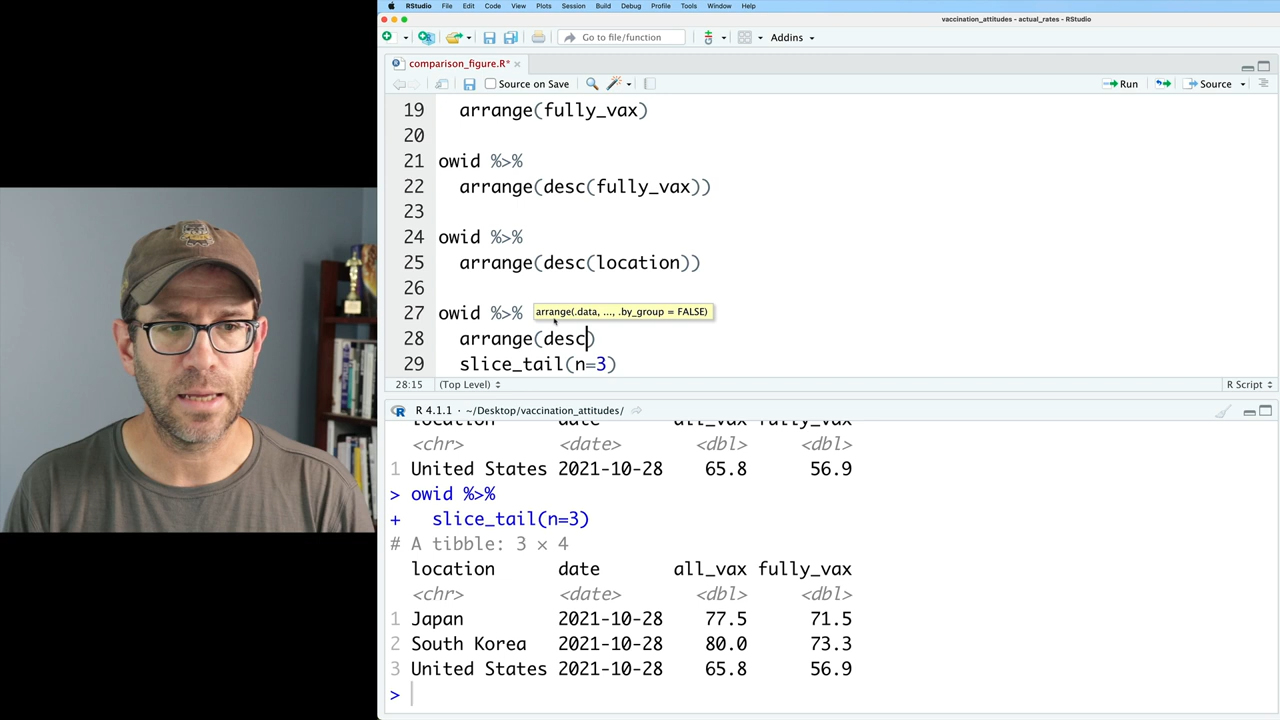 RStudio File Edit Code View Plots Session Build Debug Profile Tools Window Help
vaccination_attitudes - actual_rates - RStudio
Go to file/function Addins
comparison_figure.R*
Source on Save Run Source
19 arrange(fully_vax)
20
21 owid %>%
22 arrange(desc(fully_vax))
23
24 owid %>%
25 arrange(desc(location))
26
27 owid %>%
arrange(.data, ..., .by_group = FALSE)
28 arrange(desc)
29 slice_tail(n=3)
28:15 (Top Level) R Script
R 4.1.1 · ~/Desktop/vaccination_attitudes/
location date all_vax fully_vax
<chr> <date> <dbl> <dbl>
1 United States 2021-10-28 65.8 56.9
> owid %>%
+ slice_tail(n=3)
# A tibble: 3 × 4
location date all_vax fully_vax
<chr> <date> <dbl> <dbl>
1 Japan 2021-10-28 77.5 71.5
2 South Korea 2021-10-28 80.0 73.3
3 United States 2021-10-28 65.8 56.9
>